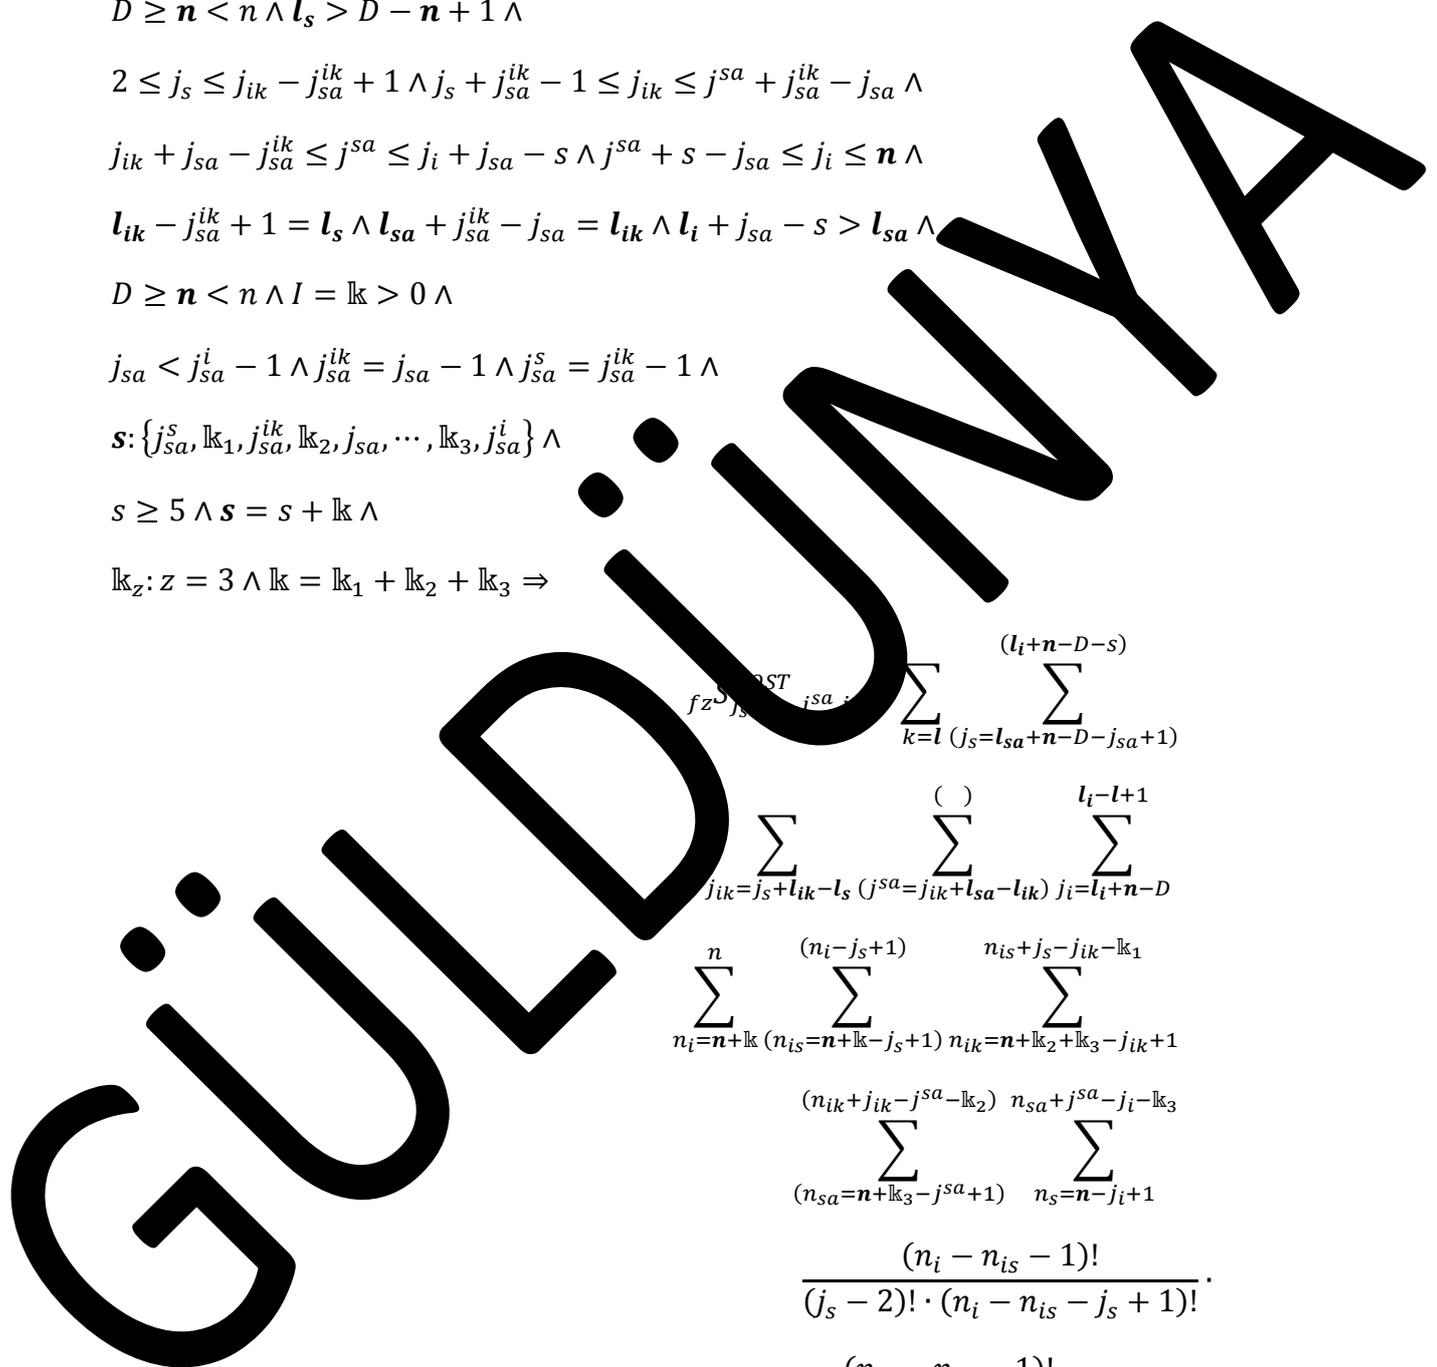 D ≥ 𝒏 < n ∧ 𝒍ₛ > D − 𝒏 + 1 ∧
2 ≤ j_s ≤ j_{ik} − j_{sa}^{ik} + 1 ∧ j_s + j_{sa}^{ik} − 1 ≤ j_{ik} ≤ j^{sa} + j_{sa}^{ik} − j_{sa} ∧
j_{ik} + j_{sa} − j_{sa}^{ik} ≤ j^{sa} ≤ j_i + j_{sa} − s ∧ j^{sa} + s − j_{sa} ≤ j_i ≤ 𝒏 ∧
𝒍_{ik} − j_{sa}^{ik} + 1 = 𝒍_s ∧ 𝒍_{sa} + j_{sa}^{ik} − j_{sa} = 𝒍_{ik} ∧ 𝒍_i + j_{sa} − s > 𝒍_{sa} ∧
D ≥ 𝒏 < n ∧ I = 𝕜 > 0 ∧
j_{sa} < j_{sa}^{i} − 1 ∧ j_{sa}^{ik} = j_{sa} − 1 ∧ j_{sa}^{s} = j_{sa}^{ik} − 1 ∧
𝒔: {j_{sa}^{s}, 𝕜_1, j_{sa}^{ik}, 𝕜_2, j_{sa}, ⋯, 𝕜_3, j_{sa}^{i}} ∧
s ≥ 5 ∧ 𝒔 = s + 𝕜 ∧
𝕜_z: z = 3 ∧ 𝕜 = 𝕜_1 + 𝕜_2 + 𝕜_3 ⇒
∑_{k=𝒍} ∑_{(j_s=𝒍_{sa}+𝒏−D−j_{sa}+1)}^{(𝒍_i+𝒏−D−s)}
∑_{j_{ik}=j_s+𝒍_{ik}−𝒍_s} ∑_{(j^{sa}=j_{ik}+𝒍_{sa}−𝒍_{ik})}^{( )} ∑_{j_i=𝒍_i+𝒏−D}^{𝒍_i−𝒍+1}
∑_{n_i=𝒏+𝕜}^{n} ∑_{(n_{is}=𝒏+𝕜−j_s+1)}^{(n_i−j_s+1)} ∑_{n_{ik}=𝒏+𝕜_2+𝕜_3−j_{ik}+1}^{n_{is}+j_s−j_{ik}−𝕜_1}
∑_{(n_{sa}=𝒏+𝕜_3−j^{sa}+1)}^{(n_{ik}+j_{ik}−j^{sa}−𝕜_2)} ∑_{n_s=𝒏−j_i+1}^{n_{sa}+j^{sa}−j_i−𝕜_3}
(n_i − n_{is} − 1)!
(j_s − 2)! · (n_i − n_{is} − j_s + 1)! ·
GÜLDÜNYA